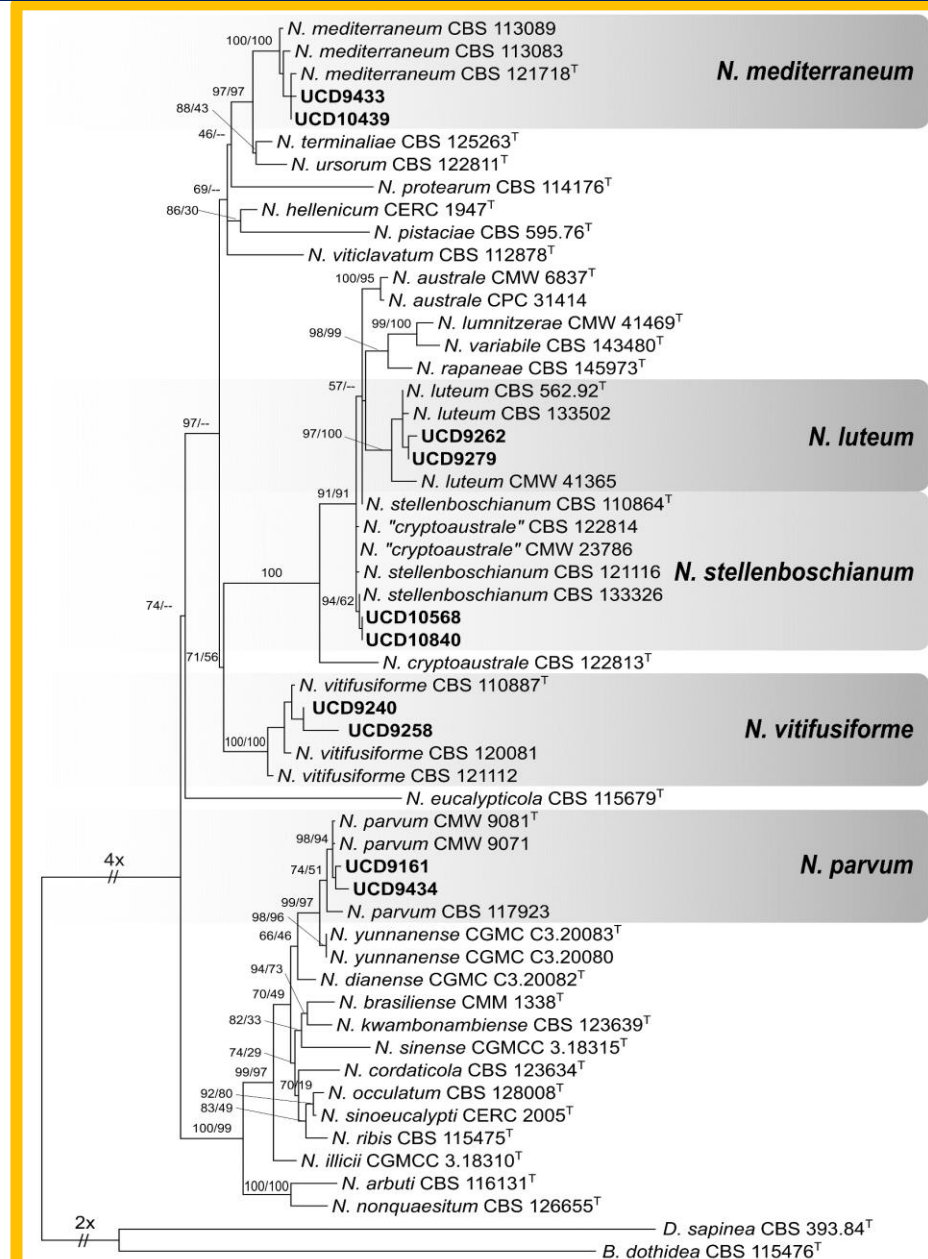 N. mediterraneum CBS 113089
100/100
N. mediterraneum CBS 113083
N. mediterraneum CBS 121718T
N. mediterraneum
UCD9433
97/97
UCD10439
88/43
N. terminaliae CBS 125263T
46/--
N. ursorum CBS 122811T
N. protearum CBS 114176T
69/--
N. hellenicum CERC 1947T
86/30
N. pistaciae CBS 595.76T
N. viticlavatum CBS 112878T
100/95
N. australe CMW 6837T
N. australe CPC 31414
99/100
N. lumnitzerae CMW 41469T
98/99
N. variabile CBS 143480T
N. rapaneae CBS 145973T
57/--
N. luteum CBS 562.92T
N. luteum CBS 133502
97/--
97/100
UCD9262
N. luteum
UCD9279
N. luteum CMW 41365
91/91
N. stellenboschianum CBS 110864T
N. "cryptoaustrale" CBS 122814
N. "cryptoaustrale" CMW 23786
100
N. stellenboschianum CBS 121116
N. stellenboschianum
94/62
N. stellenboschianum CBS 133326
74/--
UCD10568
UCD10840
71/56
N. cryptoaustrale CBS 122813T
N. vitifusiforme CBS 110887T
UCD9240
UCD9258
N. vitifusiforme
100/100
N. vitifusiforme CBS 120081
N. vitifusiforme CBS 121112
N. eucalypticola CBS 115679T
N. parvum CMW 9081T
98/94
N. parvum CMW 9071
4x
74/51
UCD9161
N. parvum
UCD9434
99/97
N. parvum CBS 117923
98/96
N. yunnanense CGMC C3.20083T
66/46
N. yunnanense CGMC C3.20080
94/73
N. dianense CGMC C3.20082T
70/49
N. brasiliense CMM 1338T
82/33
N. kwambonambiense CBS 123639T
N. sinense CGMCC 3.18315T
74/29
99/97
70/19
N. cordaticola CBS 123634T
92/80
N. occulatum CBS 128008T
83/49
N. sinoeucalypti CERC 2005T
100/99
N. ribis CBS 115475T
N. illicii CGMCC 3.18310T
100/100
N. arbuti CBS 116131T
N. nonquaesitum CBS 126655T
2x
D. sapinea CBS 393.84T
B. dothidea CBS 115476T